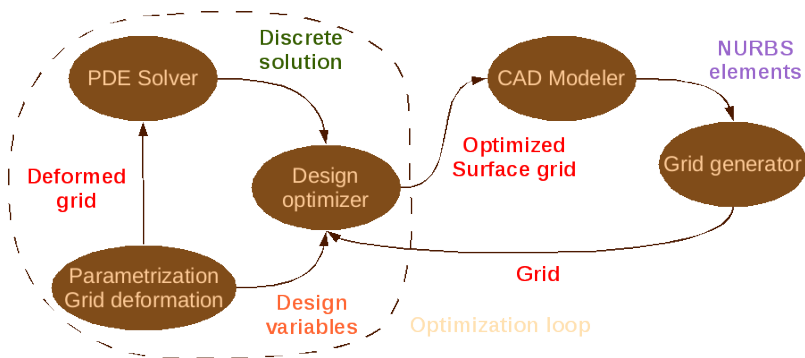 Discrete
solution
PDE Solver
CAD Modeler
NURBS
elements
Deformed
grid
Design
optimizer
Optimized
Surface grid
Grid generator
Parametrization
Grid deformation
Design
variables
Grid
Optimization loop